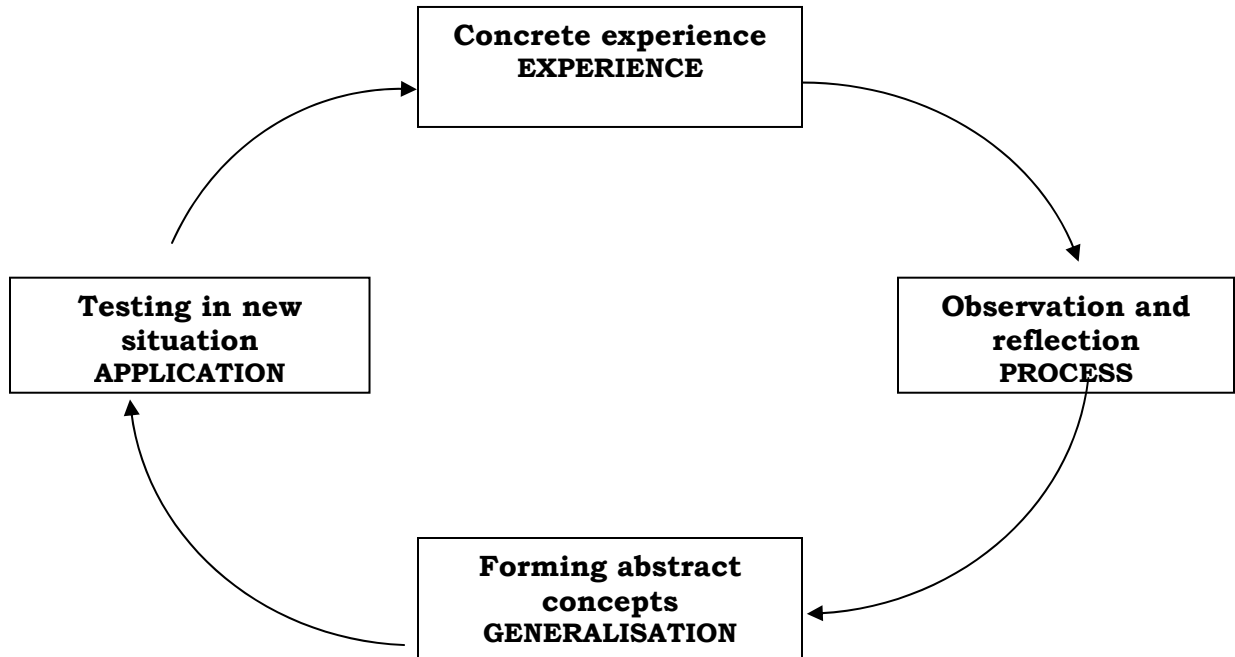 Concrete experience
EXPERIENCE
Testing in new
situation
APPLICATION
Observation and
reflection
PROCESS
Forming abstract
concepts
GENERALISATION